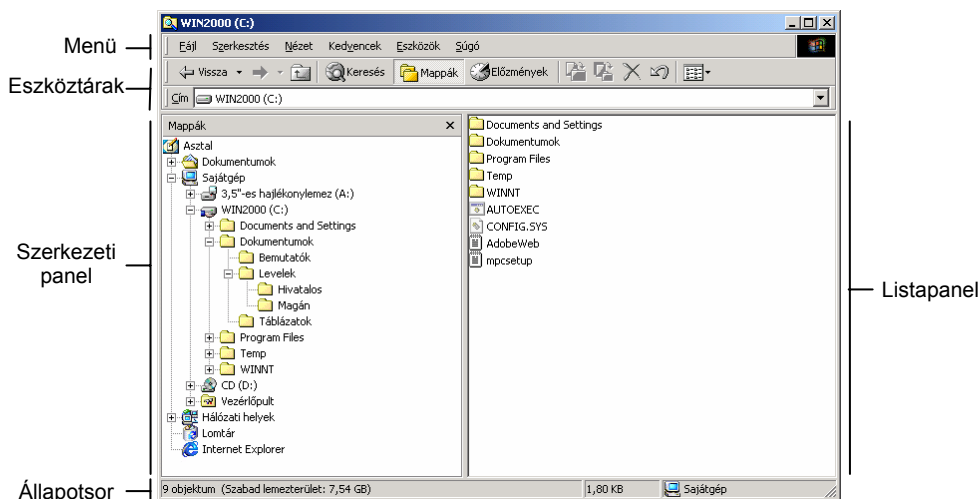 WIN2000 (C:)
Menü
Fájl Szerkesztés Nézet Kedvencek Eszközök Súgó
Eszköztárak
Vissza Keresés Mappák Előzmények
Cím WIN2000 (C:)
Mappák
Asztal
Dokumentumok
Sajátgép
3,5"-es hajlékonylemez (A:)
WIN2000 (C:)
Documents and Settings
Dokumentumok
Bemutatók
Levelek
Hivatalos
Magán
Táblázatok
Program Files
Temp
WINNT
CD (D:)
Vezérlőpult
Hálózati helyek
Lomtár
Internet Explorer
Szerkezeti
panel
Documents and Settings
Dokumentumok
Program Files
Temp
WINNT
AUTOEXEC
CONFIG.SYS
AdobeWeb
mpcsetup
Listapanel
Állapotsor
9 objektum (Szabad lemezterület: 7,54 GB) 1,80 KB Sajátgép